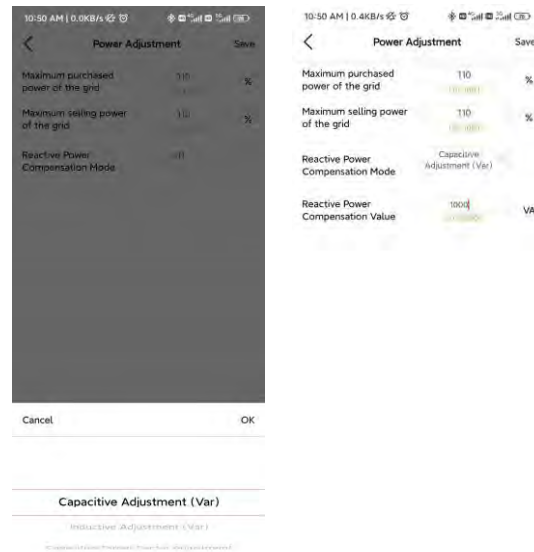 10:50 AM | 0.0KB/s
Power Adjustment
Save
Maximum purchased
power of the grid
110
%
Maximum selling power
of the grid
110
%
Reactive Power
Compensation Mode
Cancel
OK
Capacitive Adjustment (Var)
Inductive Adjustment (Var)
10:50 AM | 0.4KB/s
Power Adjustment
Save
Maximum purchased
power of the grid
110
%
Maximum selling power
of the grid
110
%
Reactive Power
Compensation Mode
Capacitive
Adjustment (Var)
Reactive Power
Compensation Value
1000
VA